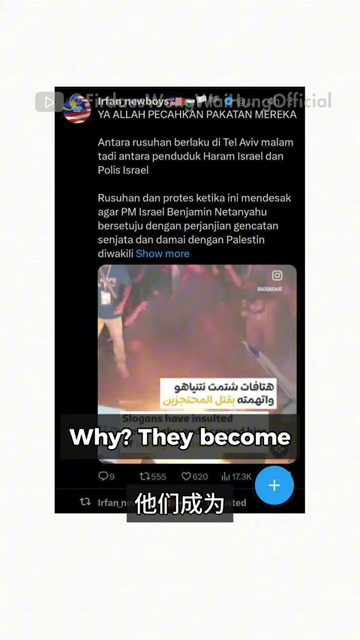 WongWaiHungOfficial
Irfan_newboys
YA ALLAH PECAHKAN PAKATAN MEREKA
Antara rusuhan berlaku di Tel Aviv malam
tadi antara penduduk Haram Israel dan
Polis Israel
Rusuhan dan protes ketika ini mendesak
agar PM Israel Benjamin Netanyahu
bersetuju dengan perjanjian gencatan
senjata dan damai dengan Palestin
diwakili Show more
هتافات شتمت نتنياهو
واتهمته بقتل المحتجزين
Slogans have insulted
Why? They become
9 555 620 17.3K
他们成为